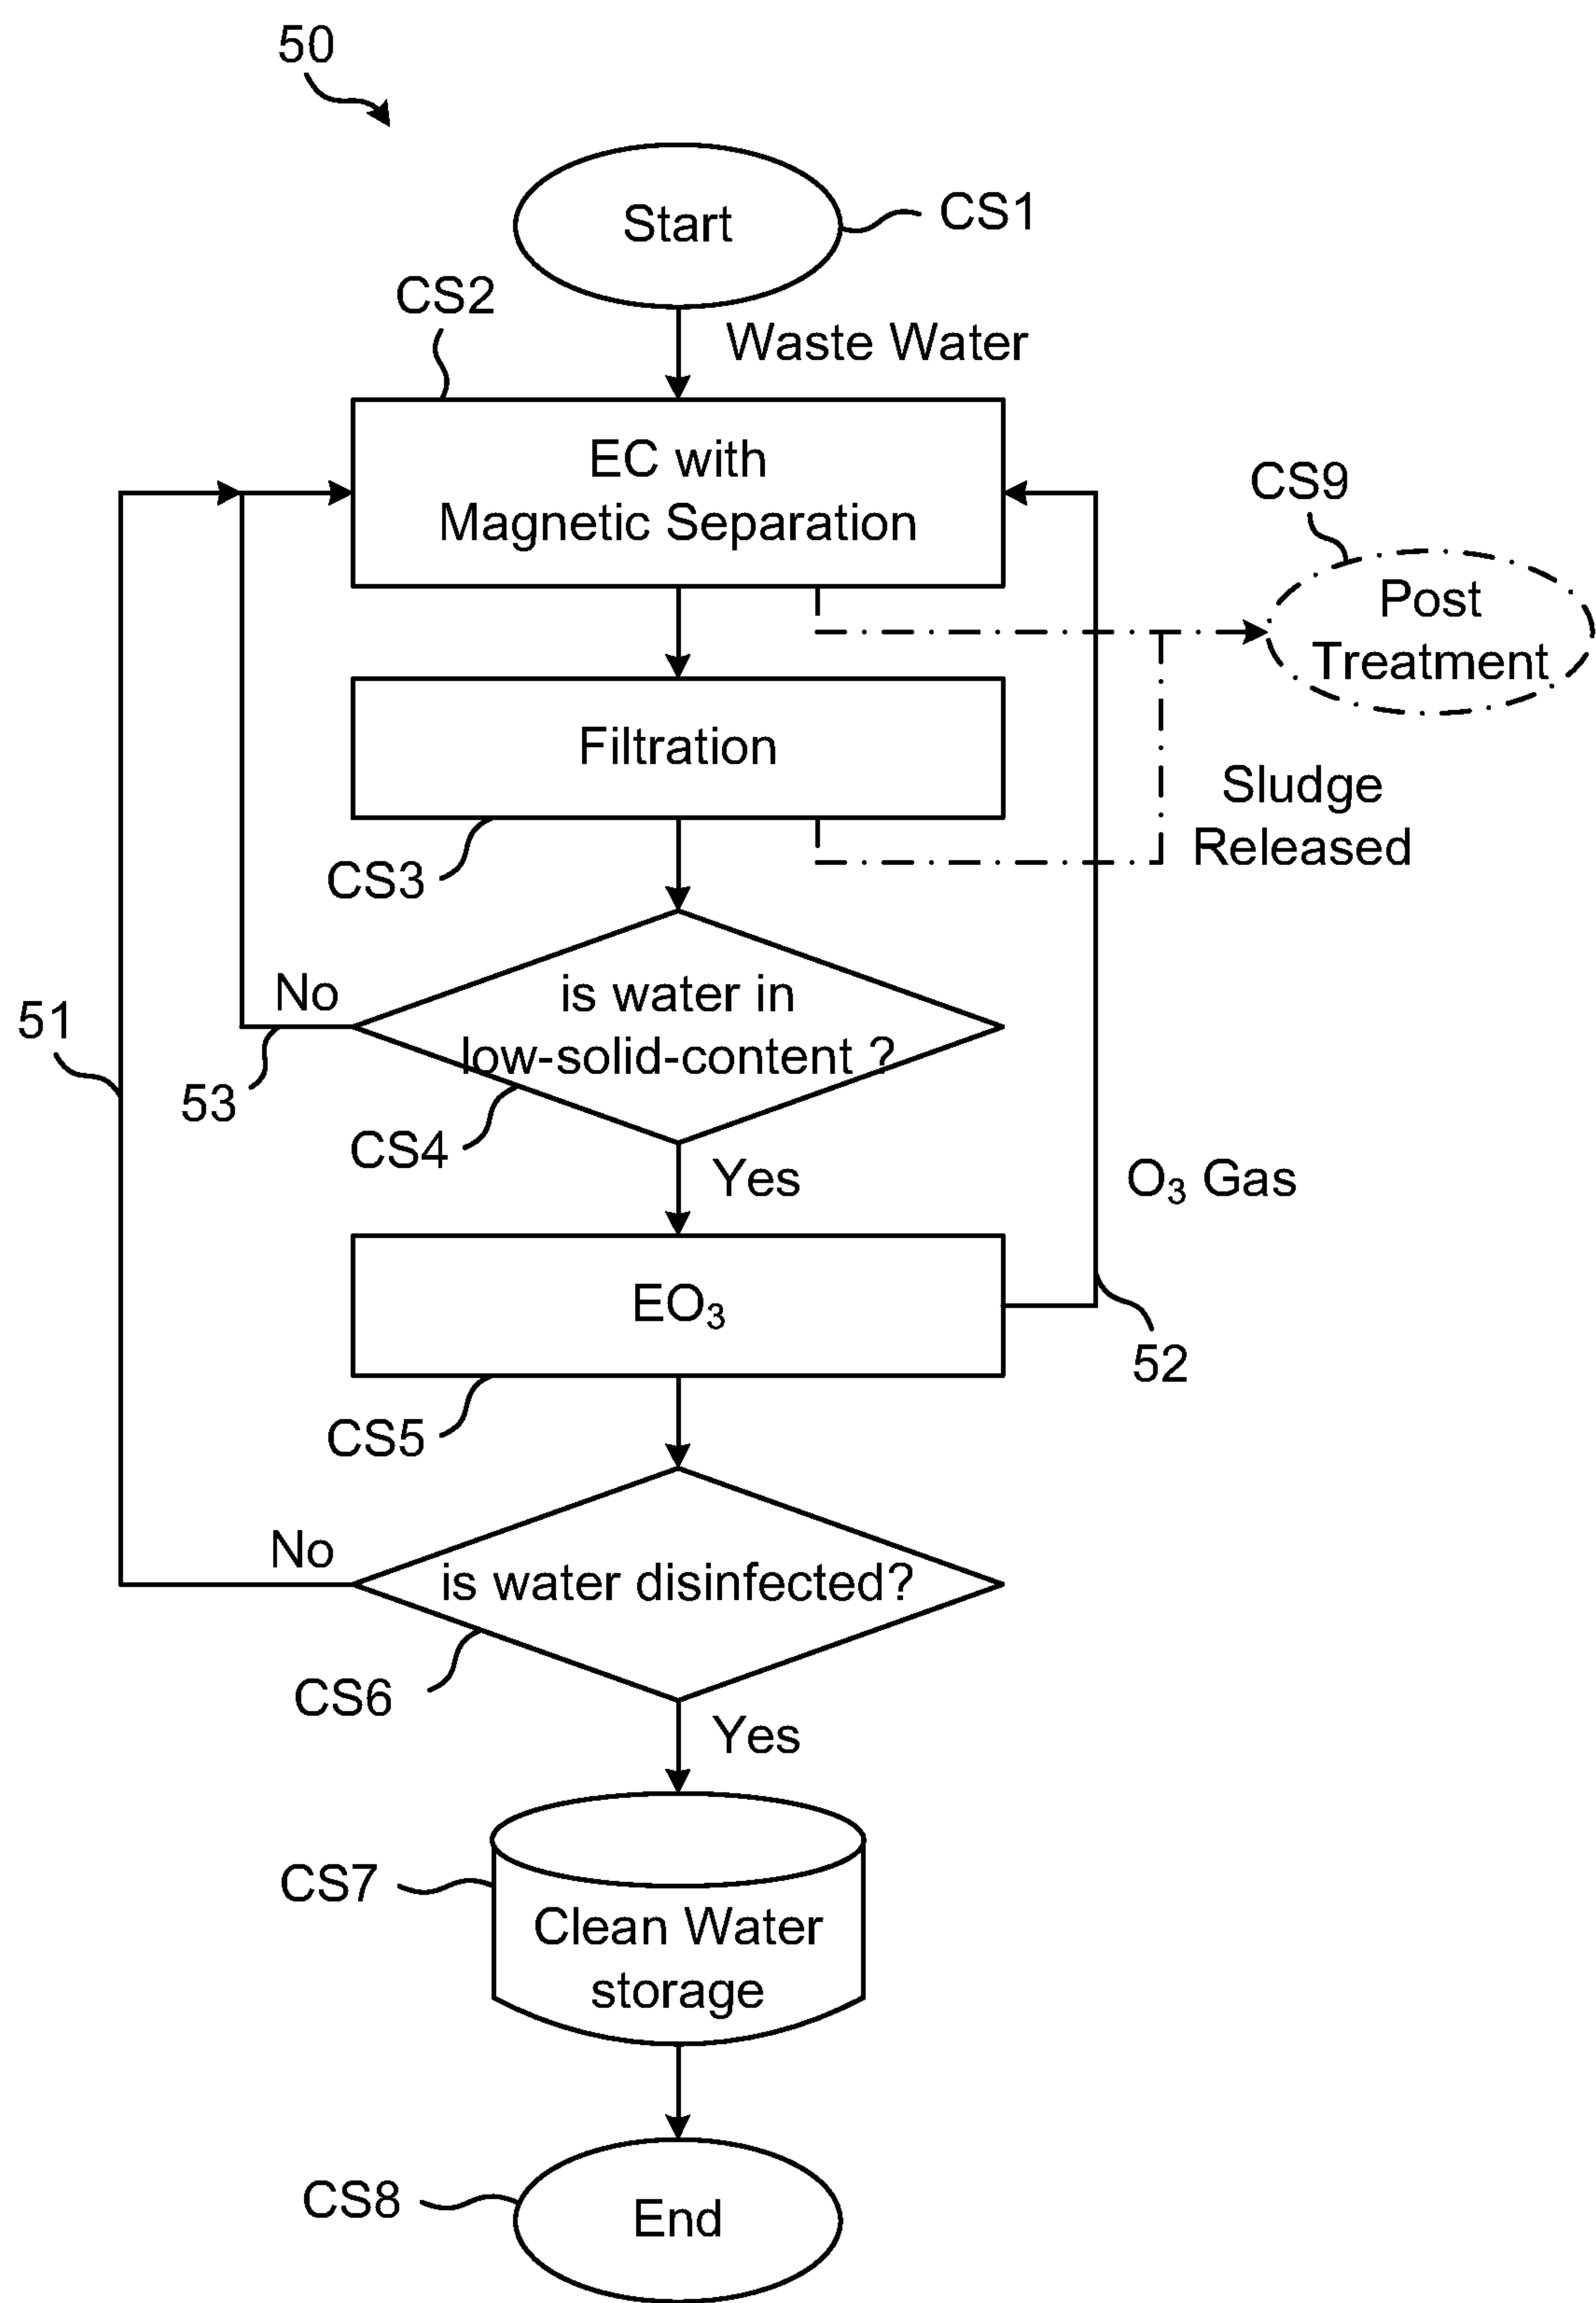 50
Start
CS1
CS2
Waste Water
EC with
Magnetic Separation
CS9
Post
Treatment
Filtration
Sludge
Released
CS3
No
is water in
low-solid-content ?
51
53
CS4
Yes
O₃ Gas
EO₃
52
CS5
No
is water disinfected?
CS6
Yes
CS7
Clean Water
storage
CS8
End